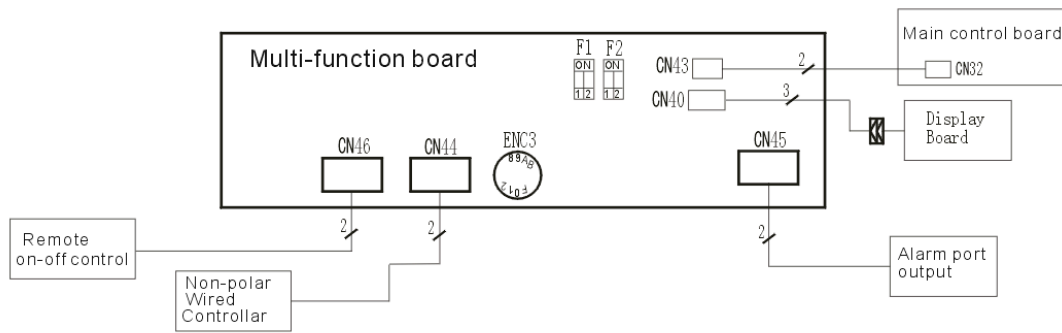 Multi-function board
F1 F2
ON ON
1 2 1 2
CN43
2
Main control board
CN32
CN40
3
Display
Board
CN46
CN44
ENC3
89AB
F012
CN45
2
2
2
Remote
on-off control
Non-polar
Wired
Controllar
Alarm port
output